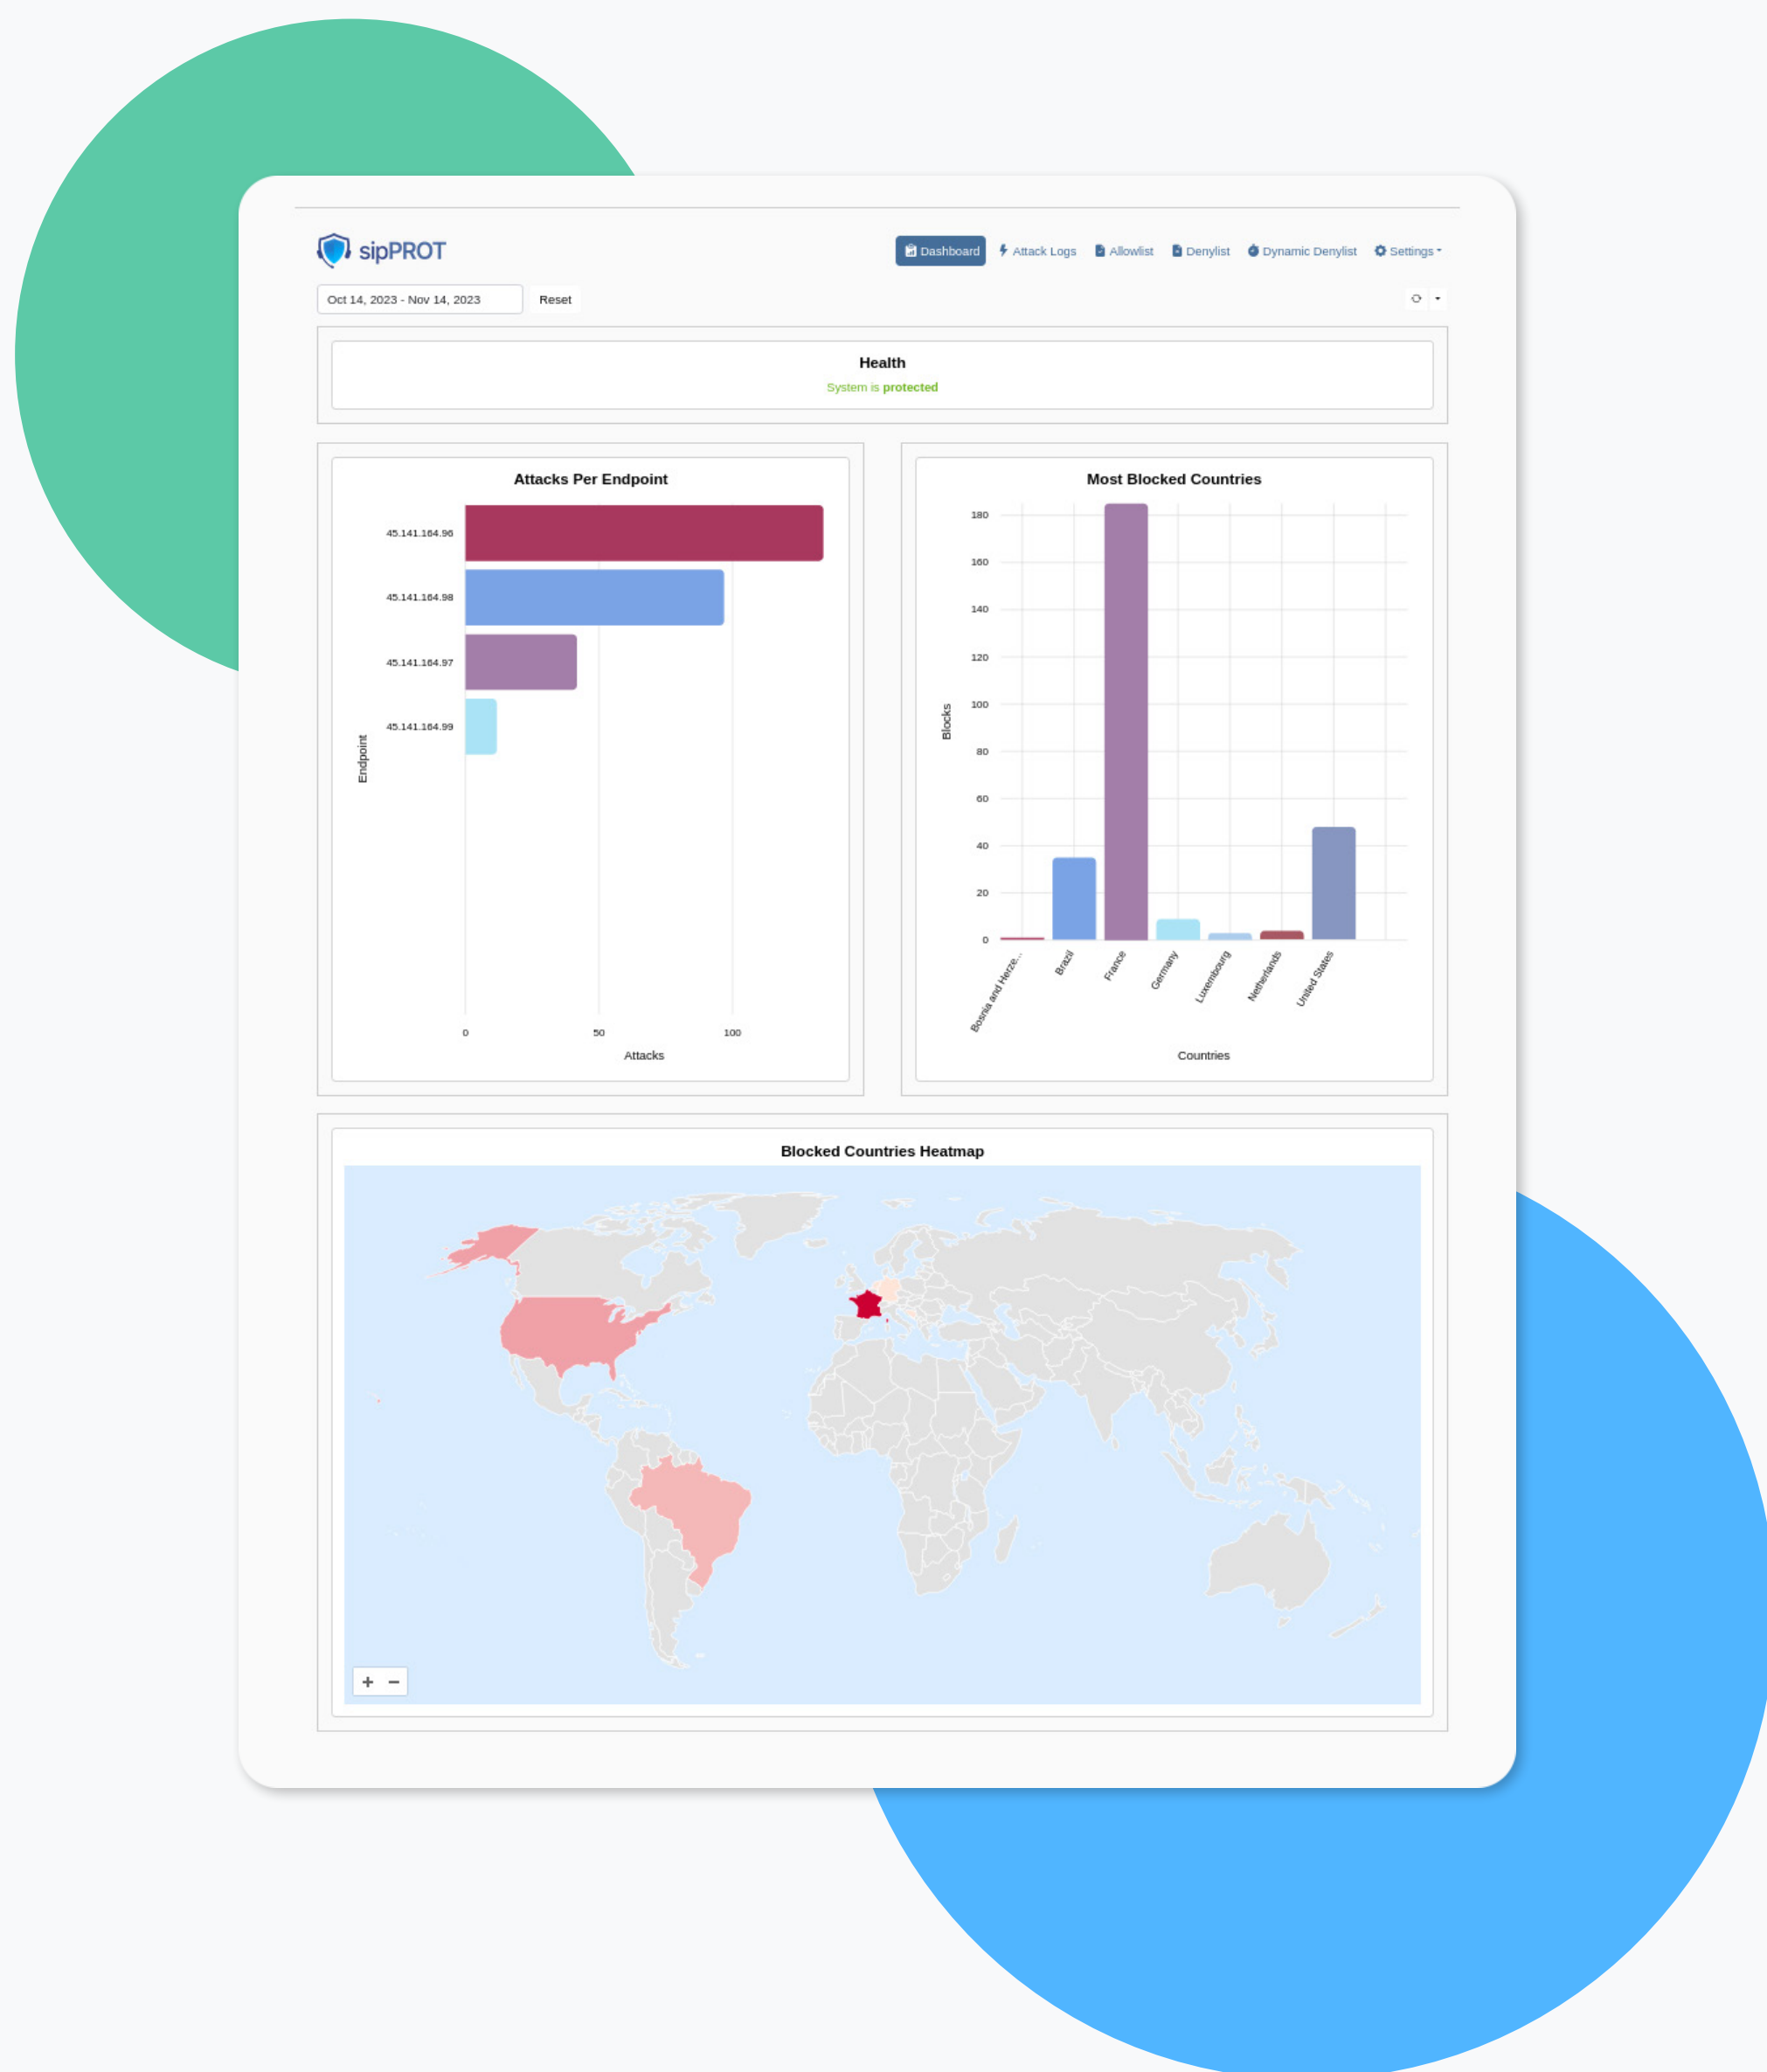 sipPROT
Dashboard Attack Logs Allowlist Denylist Dynamic Denylist Settings
Oct 14, 2023 - Nov 14, 2023 Reset
Health
System is protected
Attacks Per Endpoint
45.141.164.96
45.141.164.98
45.141.164.97
45.141.164.99
Endpoint
0 50 100
Attacks
Most Blocked Countries
180
160
140
120
100
80
60
40
20
0
Blocks
Bosnia and Herze...
Brazil
France
Germany
Luxembourg
Netherlands
United States
Countries
Blocked Countries Heatmap
+ −